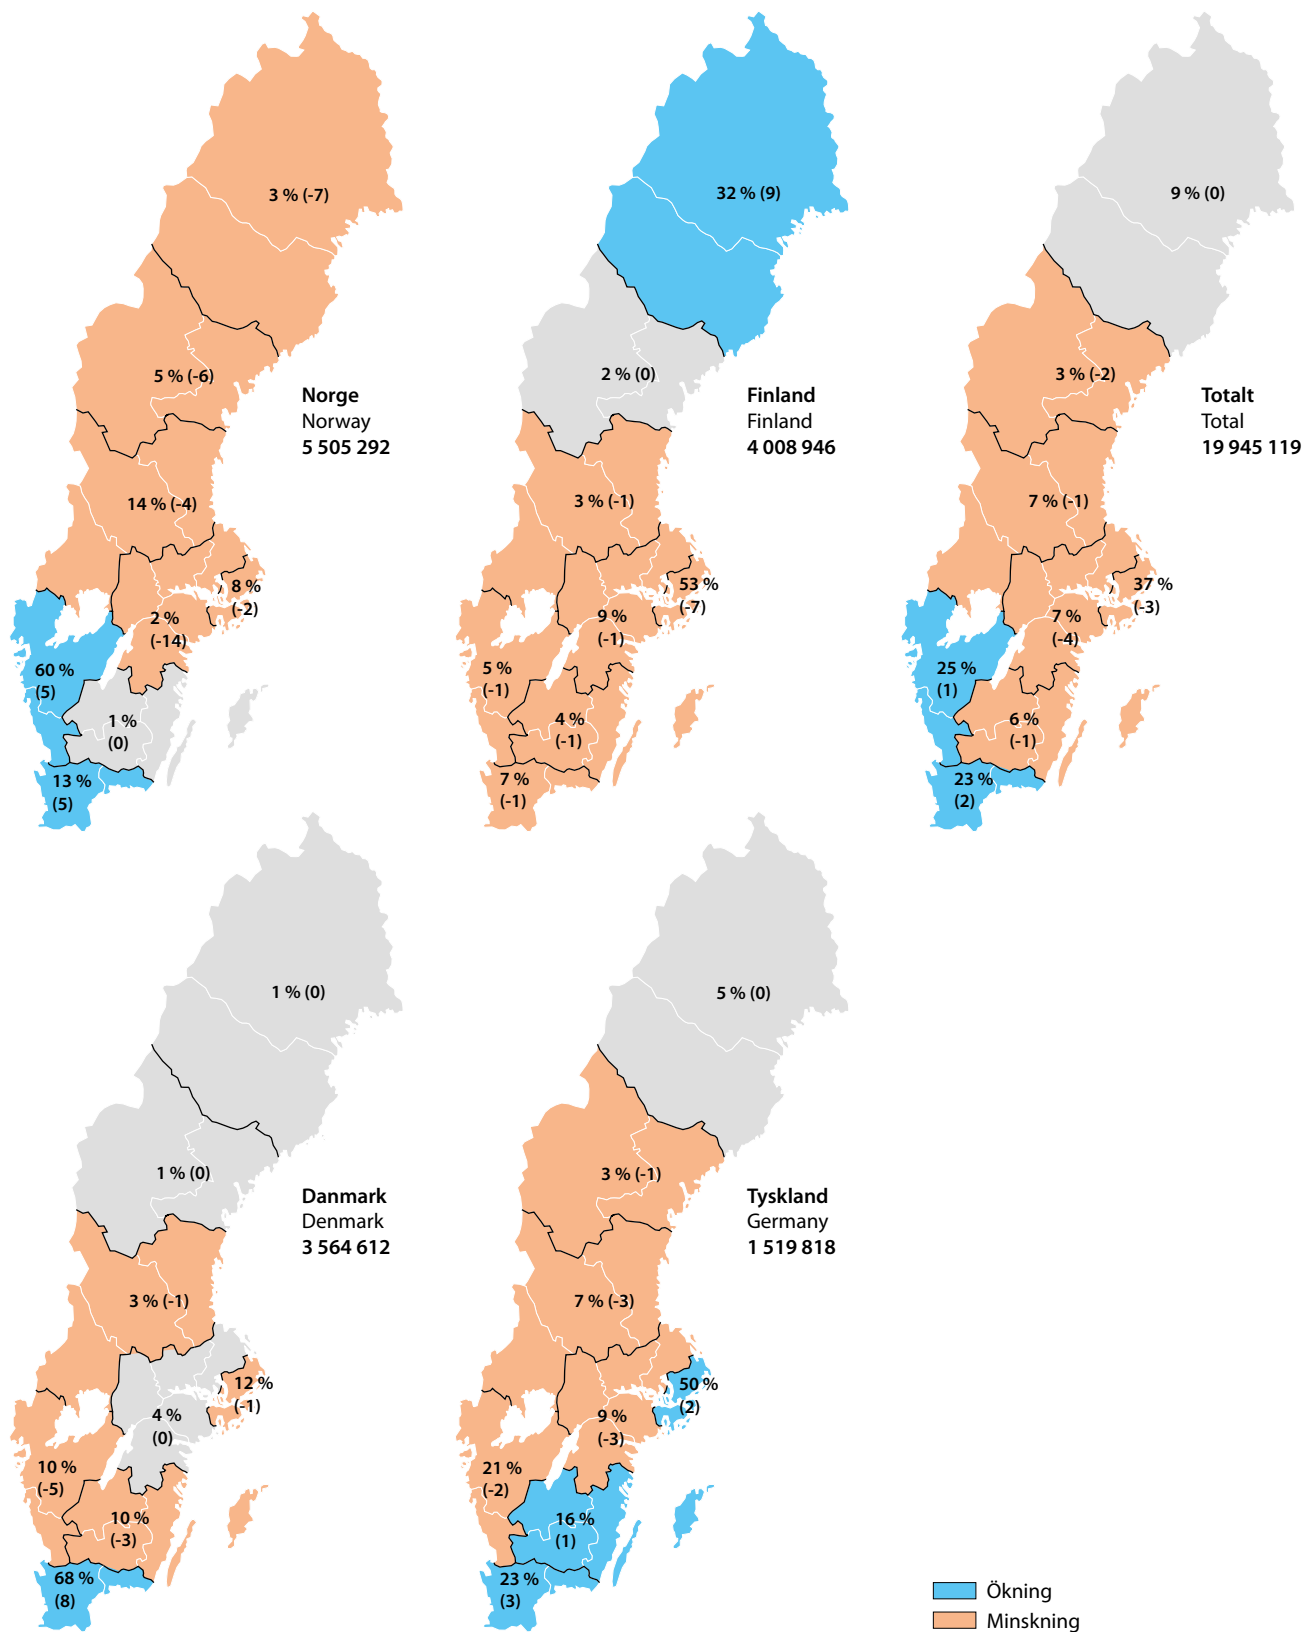 3 % (-7)
5 % (-6)
Norge
Norway
5 505 292
14 % (-4)
8 %
(-2)
2 %
(-14)
60 %
(5)
1 %
(0)
13 %
(5)
32 % (9)
2 % (0)
Finland
Finland
4 008 946
3 % (-1)
53 %
(-7)
9 %
(-1)
5 %
(-1)
4 %
(-1)
7 %
(-1)
9 % (0)
3 % (-2)
Totalt
Total
19 945 119
7 % (-1)
37 %
(-3)
7 %
(-4)
25 %
(1)
6 %
(-1)
23 %
(2)
1 % (0)
1 % (0)
Danmark
Denmark
3 564 612
3 % (-1)
12 %
(-1)
4 %
(0)
10 %
(-5)
10 %
(-3)
68 %
(8)
5 % (0)
3 % (-1)
Tyskland
Germany
1 519 818
7 % (-3)
50 %
(2)
9 %
(-3)
21 %
(-2)
16 %
(1)
23 %
(3)
Ökning
Minskning